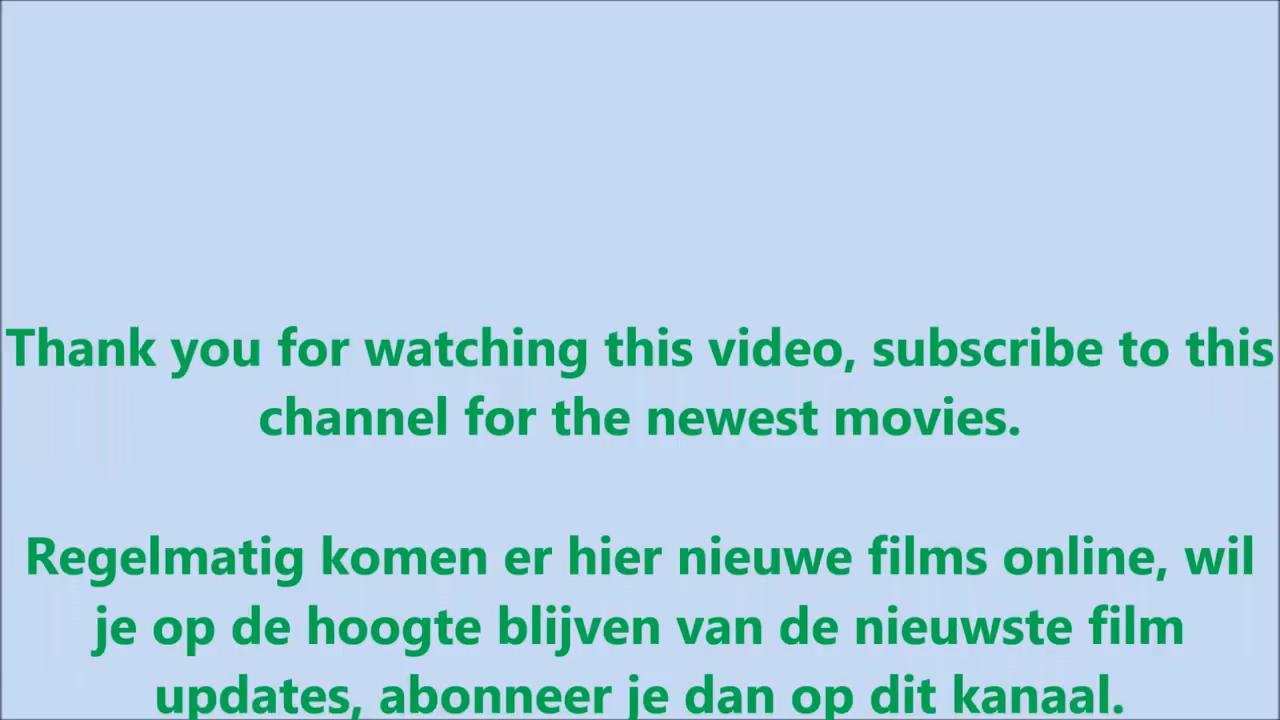 Thank you for watching this video, subscribe to this
channel for the newest movies.
Regelmatig komen er hier nieuwe films online, wil
je op de hoogte blijven van de nieuwste film
updates, abonneer je dan op dit kanaal.